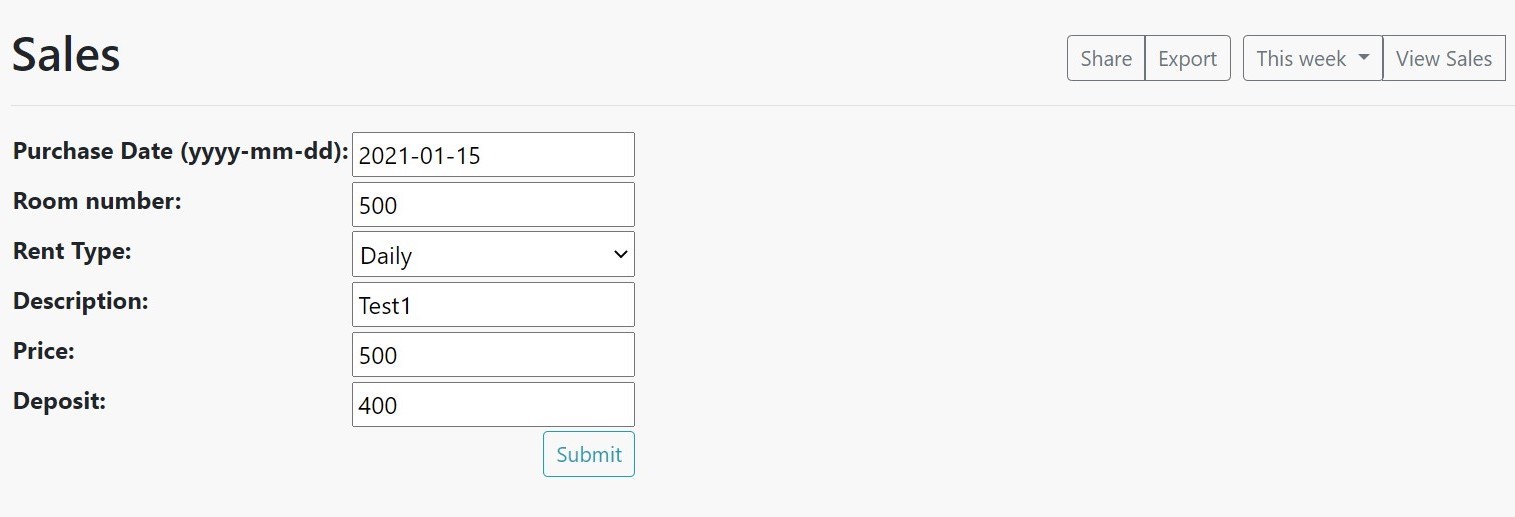 Sales
Share Export This week View Sales
Purchase Date (yyyy-mm-dd): 2021-01-15
Room number: 500
Rent Type: Daily
Description: Test1
Price: 500
Deposit: 400
Submit